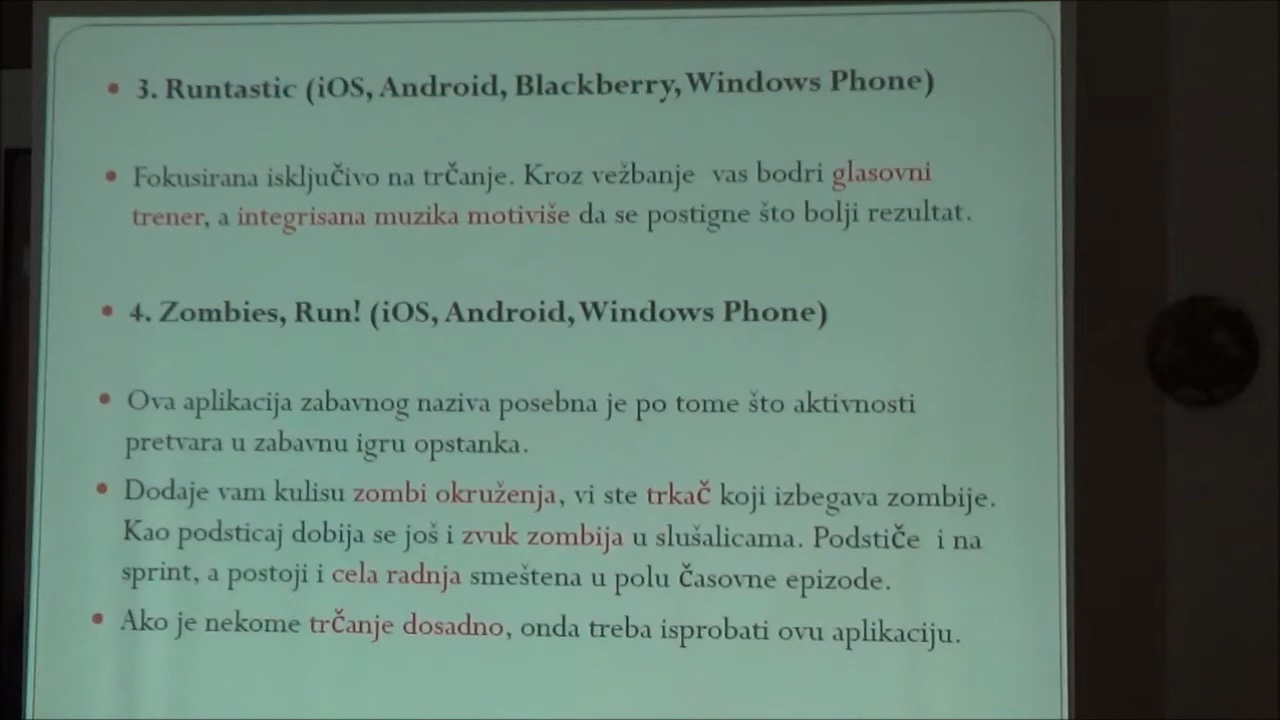 • 3. Runtastic (iOS, Android, Blackberry, Windows Phone)
• Fokusirana isključivo na trčanje. Kroz vežbanje vas bodri glasovni
trener, a integrisana muzika motiviše da se postigne što bolji rezultat.
• 4. Zombies, Run! (iOS, Android, Windows Phone)
• Ova aplikacija zabavnog naziva posebna je po tome što aktivnosti
pretvara u zabavnu igru opstanka.
• Dodaje vam kulisu zombi okruženja, vi ste trkač koji izbegava zombije.
Kao podsticaj dobija se još i zvuk zombija u slušalicama. Podstiče i na
sprint, a postoji i cela radnja smeštena u polu časovne epizode.
• Ako je nekome trčanje dosadno, onda treba isprobati ovu aplikaciju.